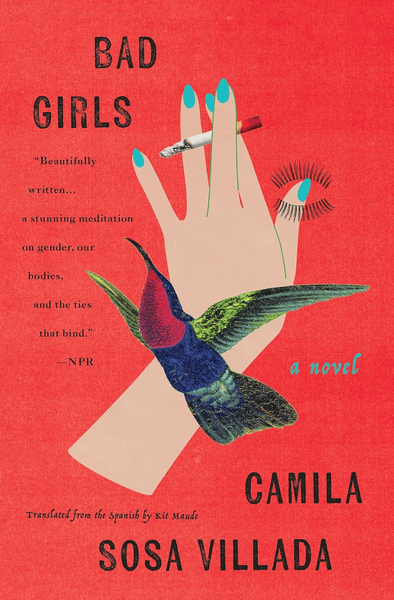 BAD
GIRLS
“Beautifully
written...
a stunning meditation
on gender, our
bodies,
and the ties
that bind.”
—NPR
a novel
CAMILA
Translated from the Spanish by Kit Maude
SOSA VILLADA